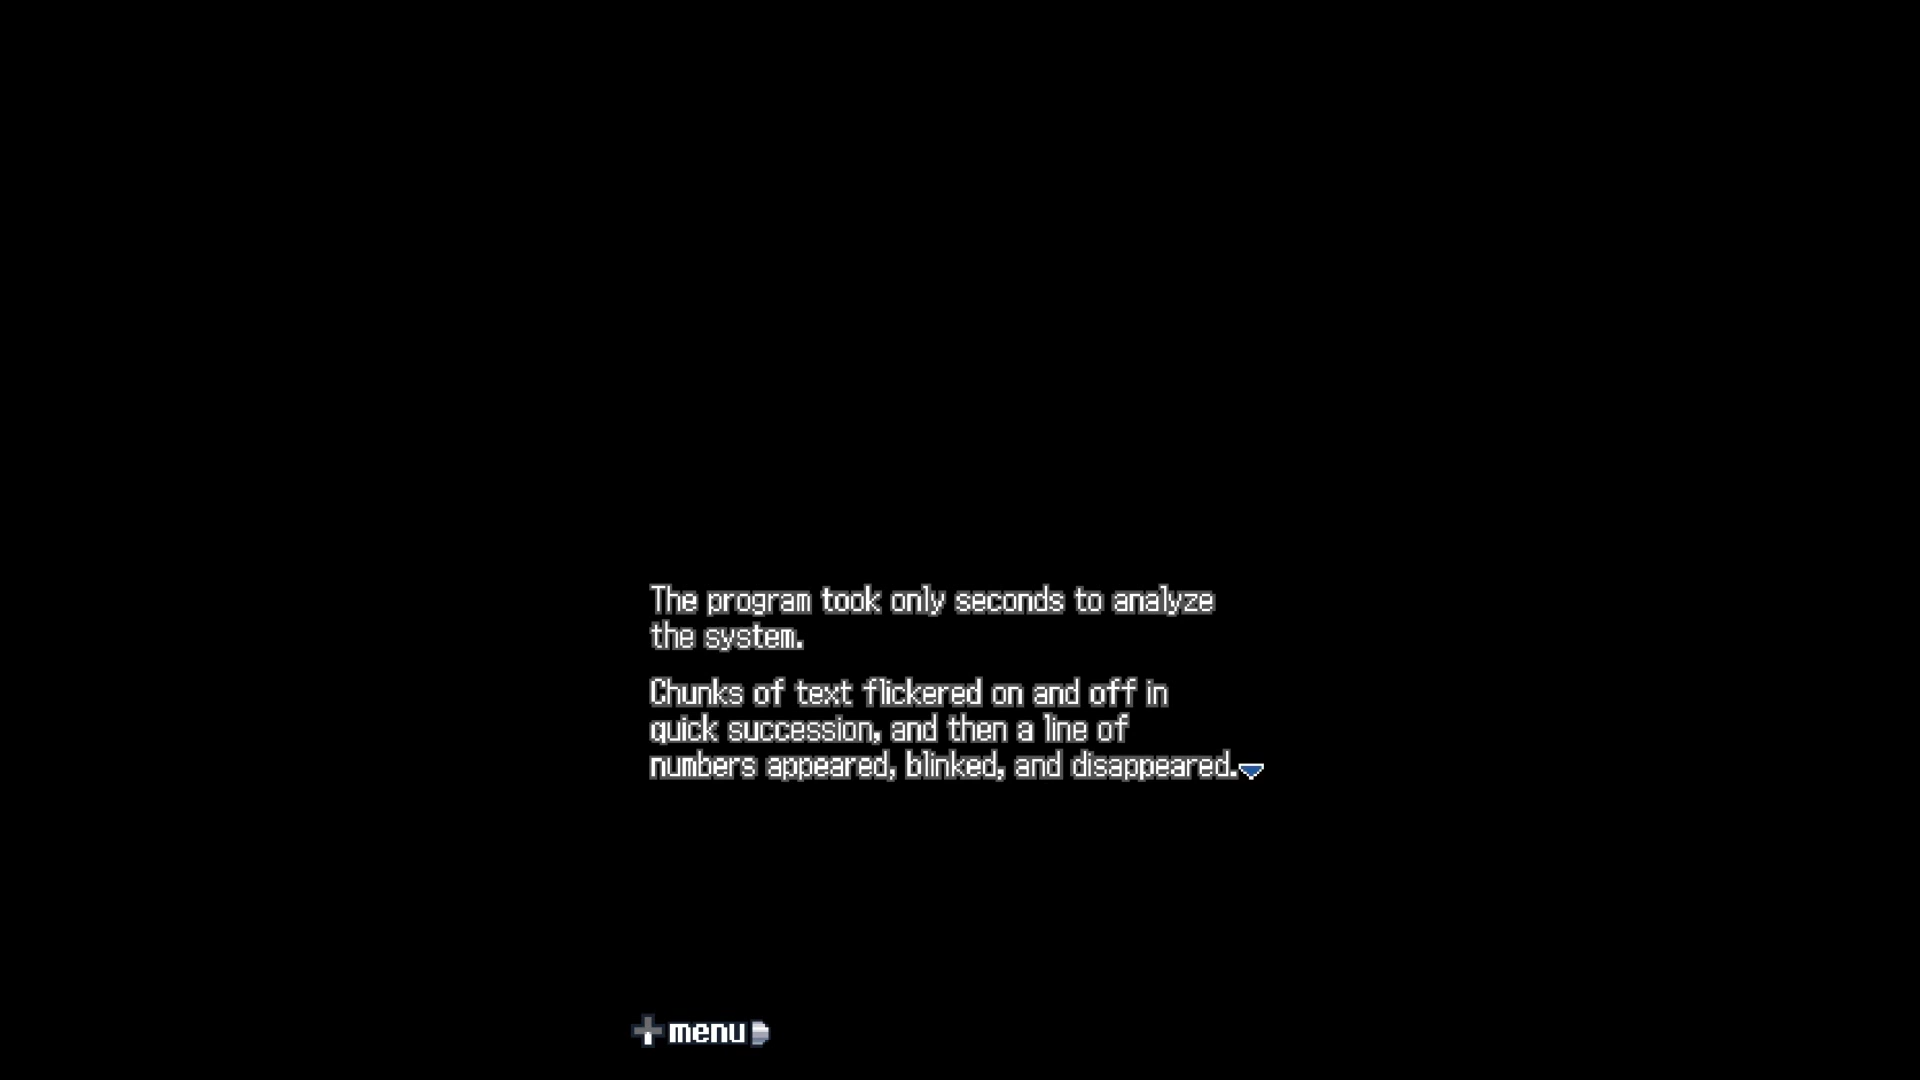 The program took only seconds to analyze
the system.
Chunks of text flickered on and off in
quick succession, and then a line of
numbers appeared, blinked, and disappeared.
menu